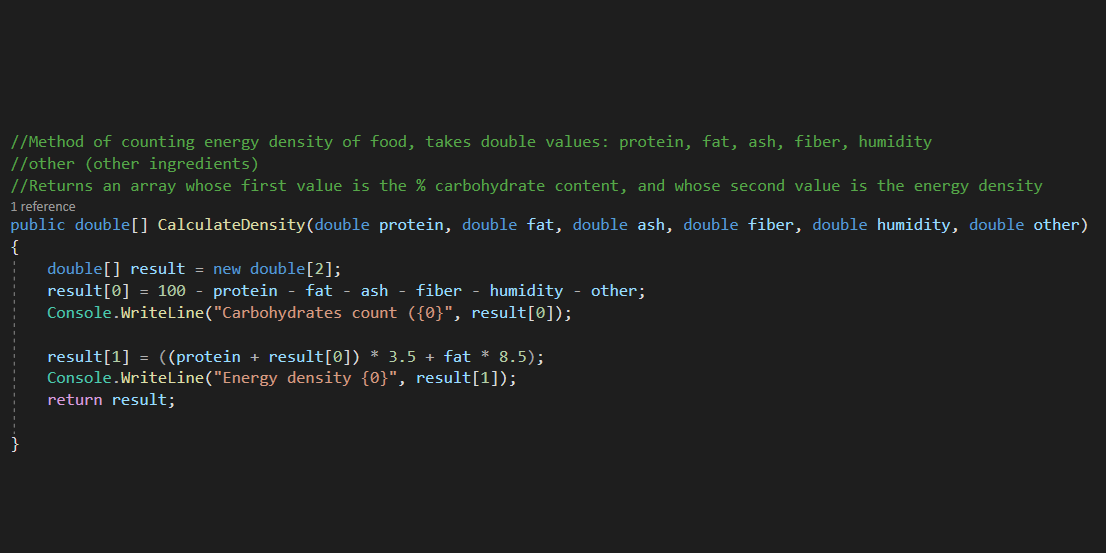 //Method of counting energy density of food, takes double values: protein, fat, ash, fiber, humidity
//other (other ingredients)
//Returns an array whose first value is the % carbohydrate content, and whose second value is the energy density
1 reference
public double[] CalculateDensity(double protein, double fat, double ash, double fiber, double humidity, double other)
{
    double[] result = new double[2];
    result[0] = 100 - protein - fat - ash - fiber - humidity - other;
    Console.WriteLine("Carbohydrates count ({0}", result[0]);
    result[1] = ((protein + result[0]) * 3.5 + fat * 8.5);
    Console.WriteLine("Energy density {0}", result[1]);
    return result;
}